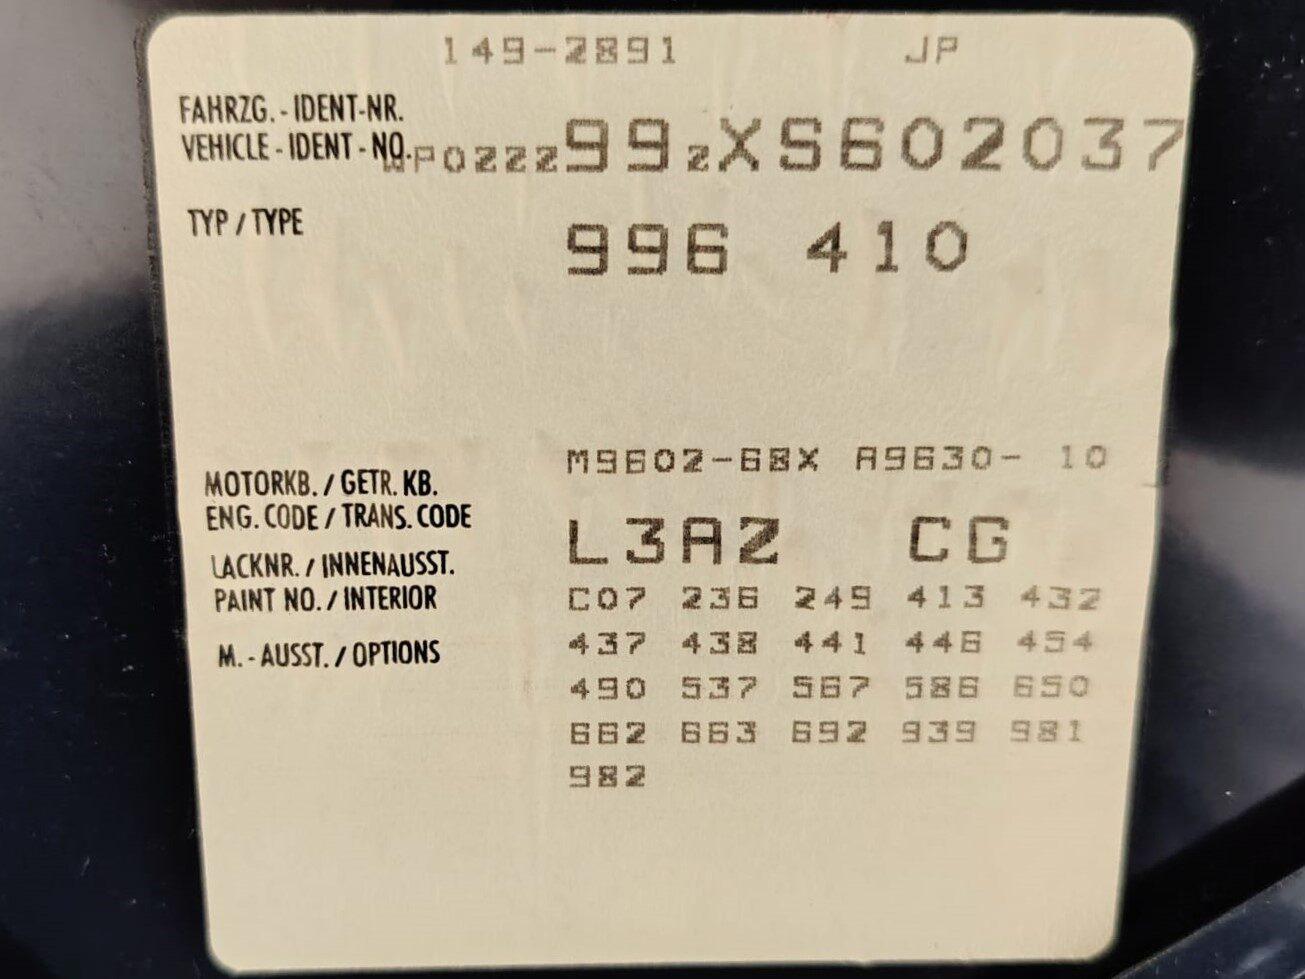 149-2891 JP
FAHRZG.-IDENT-NR.
VEHICLE-IDENT-NO. WP0ZZZ99ZXS602037
TYP / TYPE 996 410
M9602-68X A9630- 10
MOTORKB. / GETR. KB.
ENG. CODE / TRANS. CODE
L3AZ CG
LACKNR. / INNENAUSST.
PAINT NO. / INTERIOR
C07 236 249 413 432
M.-AUSST. / OPTIONS
437 438 441 446 454
490 537 567 586 650
662 663 692 939 981
982